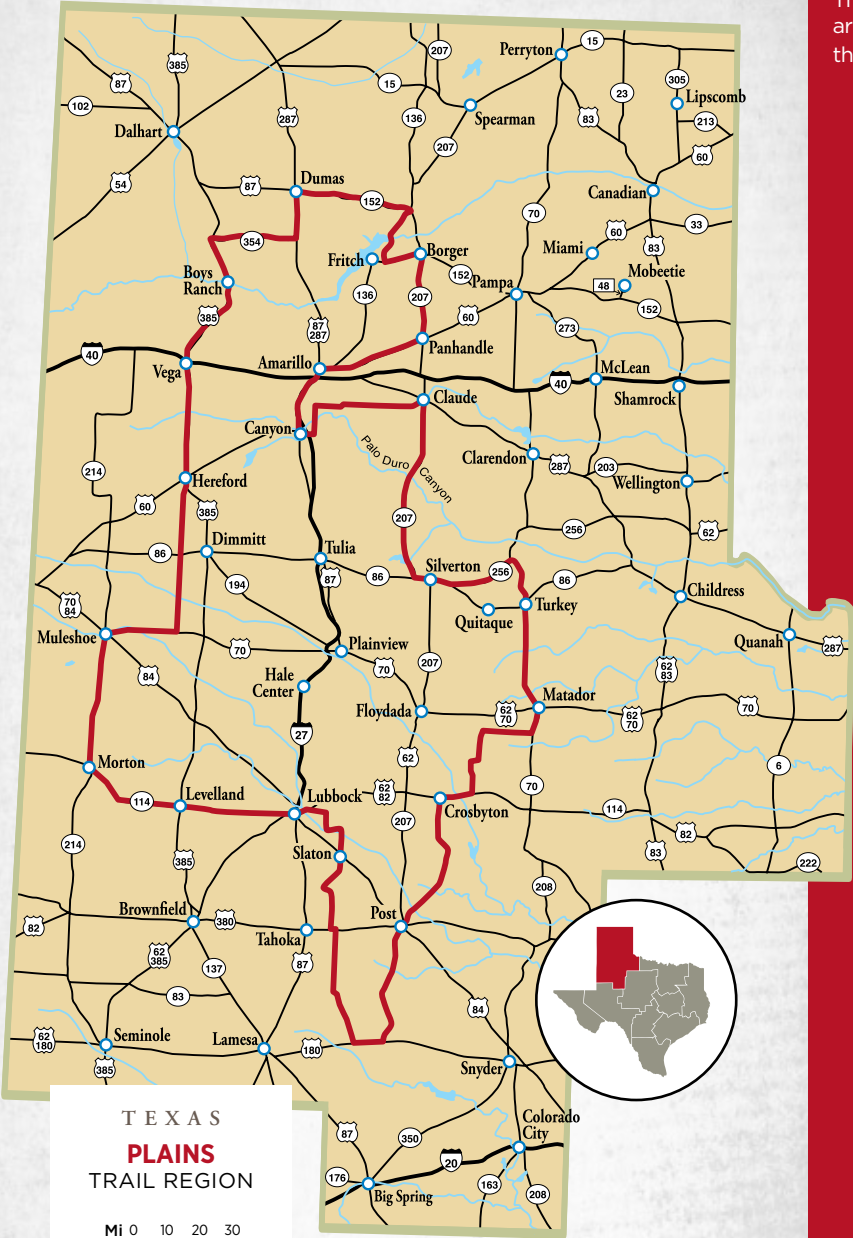 Th
ar
th
207
Perryton
15
385
87
15
305
102
287
136
23
Lipscomb
Spearman
83
213
Dalhart
207
60
54
87
Dumas
152
Canadian
70
33
60
354
Miami
83
Fritch
Borger
Boys
Ranch
152
Pampa
48
Mobeetie
136
207
152
385
87
287
60
273
Panhandle
40
Amarillo
McLean
Vega
40
Shamrock
Claude
Canyon
Palo Duro
Canyon
Clarendon
214
287
203
Hereford
Wellington
60
385
207
256
62
86
Dimmitt
Tulia
87
86
Silverton
256
86
194
Childress
70
84
Turkey
Quitaque
Muleshoe
Quanah
70
Plainview
287
84
70
207
62
83
Hale
Center
Matador
Floydada
62
70
62
70
70
27
62
Morton
6
Levelland
Lubbock
62
82
70
114
Crosbyton
114
207
82
214
Slaton
83
385
222
208
Brownfield
Post
380
82
Tahoka
62
385
137
87
83
84
62
180
Seminole
Lamesa
180
385
Snyder
TEXAS
PLAINS
TRAIL REGION
Mi 0 10 20 30
Colorado
City
87
350
20
176
Big Spring
163
208